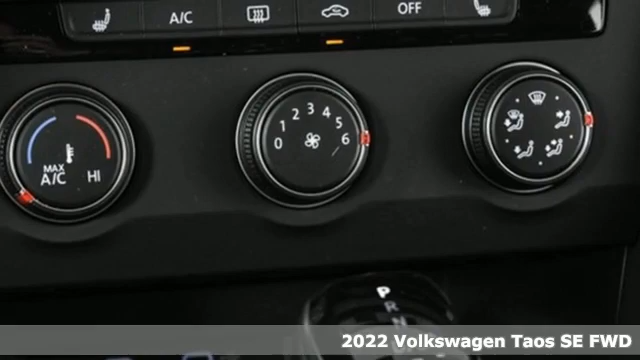 A/C
OFF
MAX
A/C HI
0 1 2 3 4 5 6
P
R
N
2022 Volkswagen Taos SE FWD